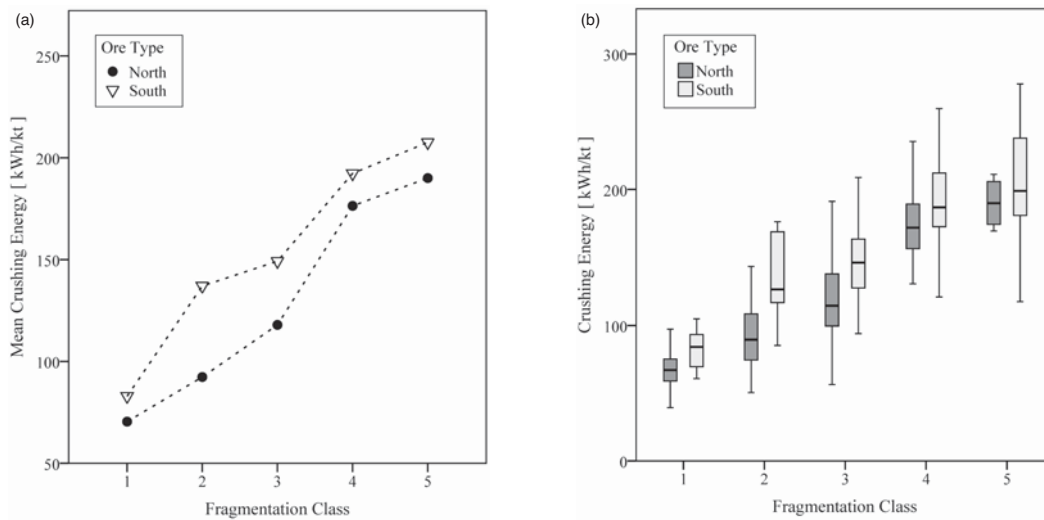 (a)
Ore Type
North
South
250
200
150
100
50
Mean Crushing Energy [ kWh/kt ]
1 2 3 4 5
Fragmentation Class
(b)
Ore Type
North
South
300
200
100
0
Crushing Energy [ kWh/kt ]
1 2 3 4 5
Fragmentation Class